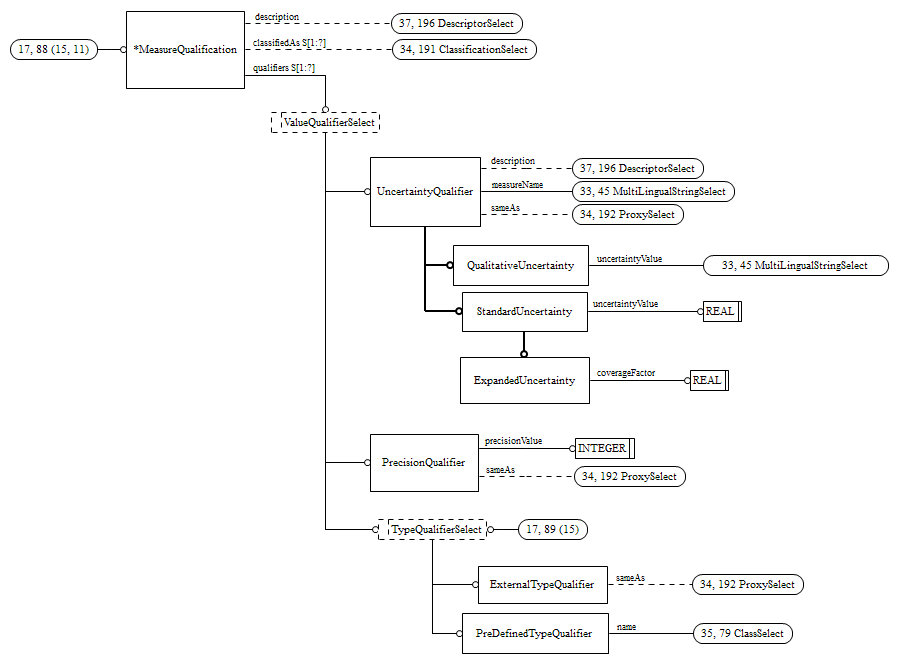 description
37, 196 DescriptorSelect
17, 88 (15, 11)
*MeasureQualification
classifiedAs S[1:?]
34, 191 ClassificationSelect
qualifiers S[1:?]
ValueQualifierSelect
description
37, 196 DescriptorSelect
UncertaintyQualifier
measureName
33, 45 MultiLingualStringSelect
sameAs
34, 192 ProxySelect
QualitativeUncertainty
uncertaintyValue
33, 45 MultiLingualStringSelect
StandardUncertainty
uncertaintyValue
REAL
ExpandedUncertainty
coverageFactor
REAL
PrecisionQualifier
precisionValue
INTEGER
sameAs
34, 192 ProxySelect
TypeQualifierSelect
17, 89 (15)
ExternalTypeQualifier
sameAs
34, 192 ProxySelect
PreDefinedTypeQualifier
name
35, 79 ClassSelect